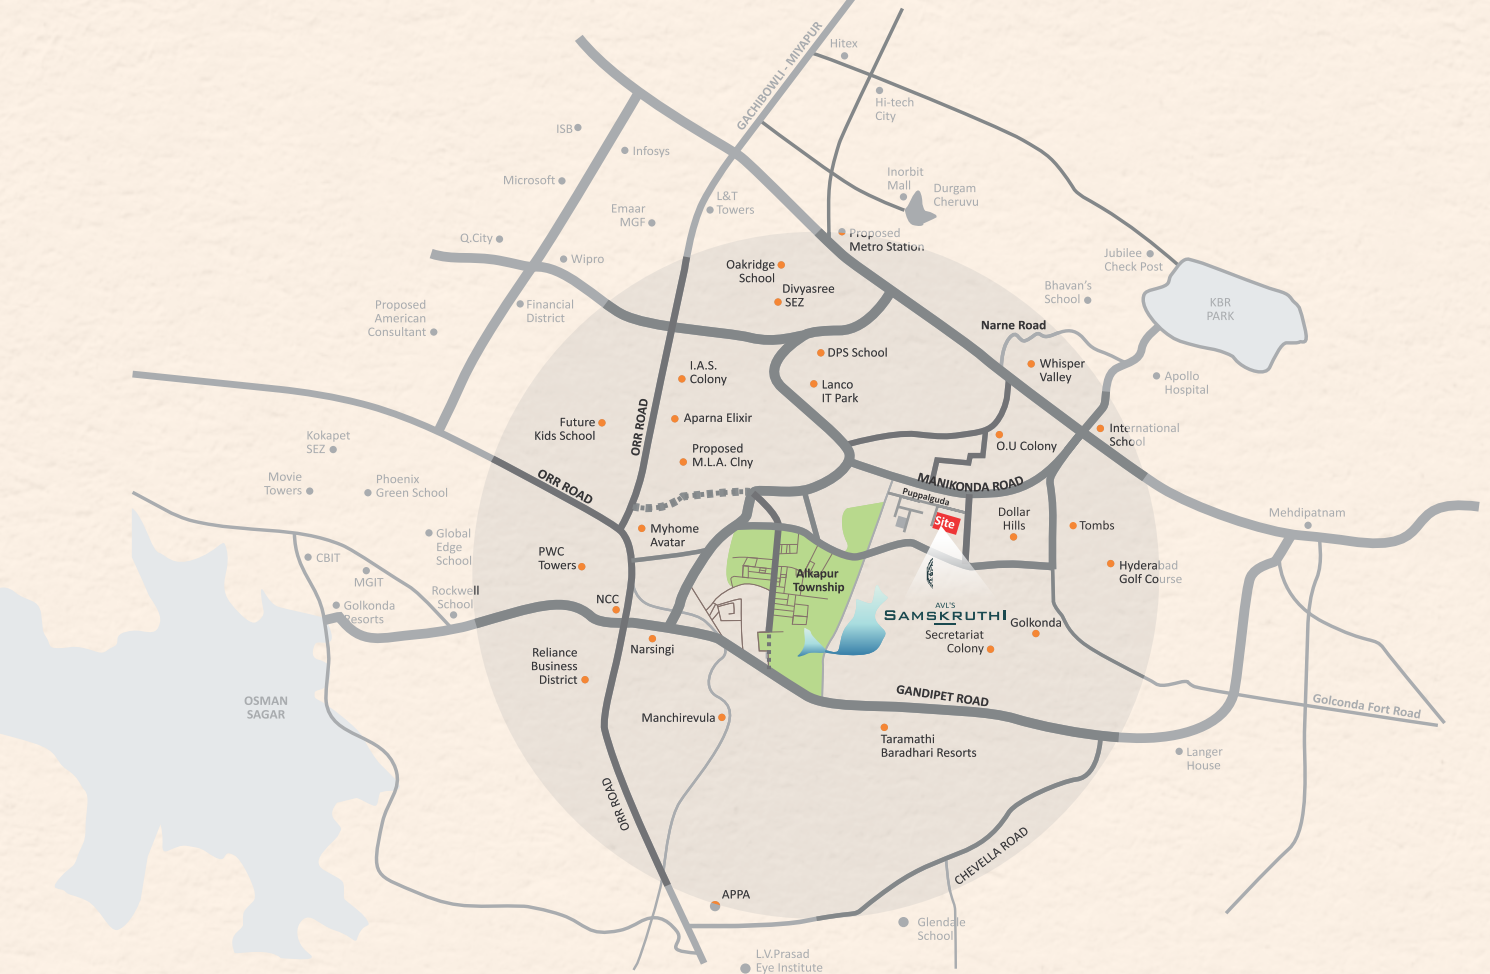 GACHIBOWLI - MIYAPUR
Hitex
Hi-tech
City
ISB
Infosys
Microsoft
Inorbit
Mall
Durgam
Cheruvu
L&T
Towers
Emaar
MGF
Q.City
Wipro
Proposed
Metro Station
Jubilee
Check Post
Oakridge
School
Divyasree
SEZ
Bhavan's
School
KBR
PARK
Proposed
American
Consultant
Financial
District
Narne Road
DPS School
Whisper
Valley
I.A.S.
Colony
Lanco
IT Park
Apollo
Hospital
ORR ROAD
Aparna Elixir
Future
Kids School
International
School
Kokapet
SEZ
Proposed
M.L.A. Clny
O.U Colony
Movie
Towers
Phoenix
Green School
ORR ROAD
MANIKONDA ROAD
Puppalguda
Site
Dollar
Hills
Tombs
Mehdipatnam
Myhome
Avatar
Global
Edge
School
CBIT
MGIT
PWC
Towers
Alkapur
Township
Hyderabad
Golf Course
Rockwell
School
Golkonda
Resorts
NCC
AVL'S
SAMSKRUTHI
Golkonda
Secretariat
Colony
Narsingi
Reliance
Business
District
OSMAN
SAGAR
GANDIPET ROAD
Golconda Fort Road
Manchirevula
Taramathi
Baradhari Resorts
Langer
House
ORR ROAD
CHEVELLA ROAD
APPA
Glendale
School
L.V.Prasad
Eye Institute